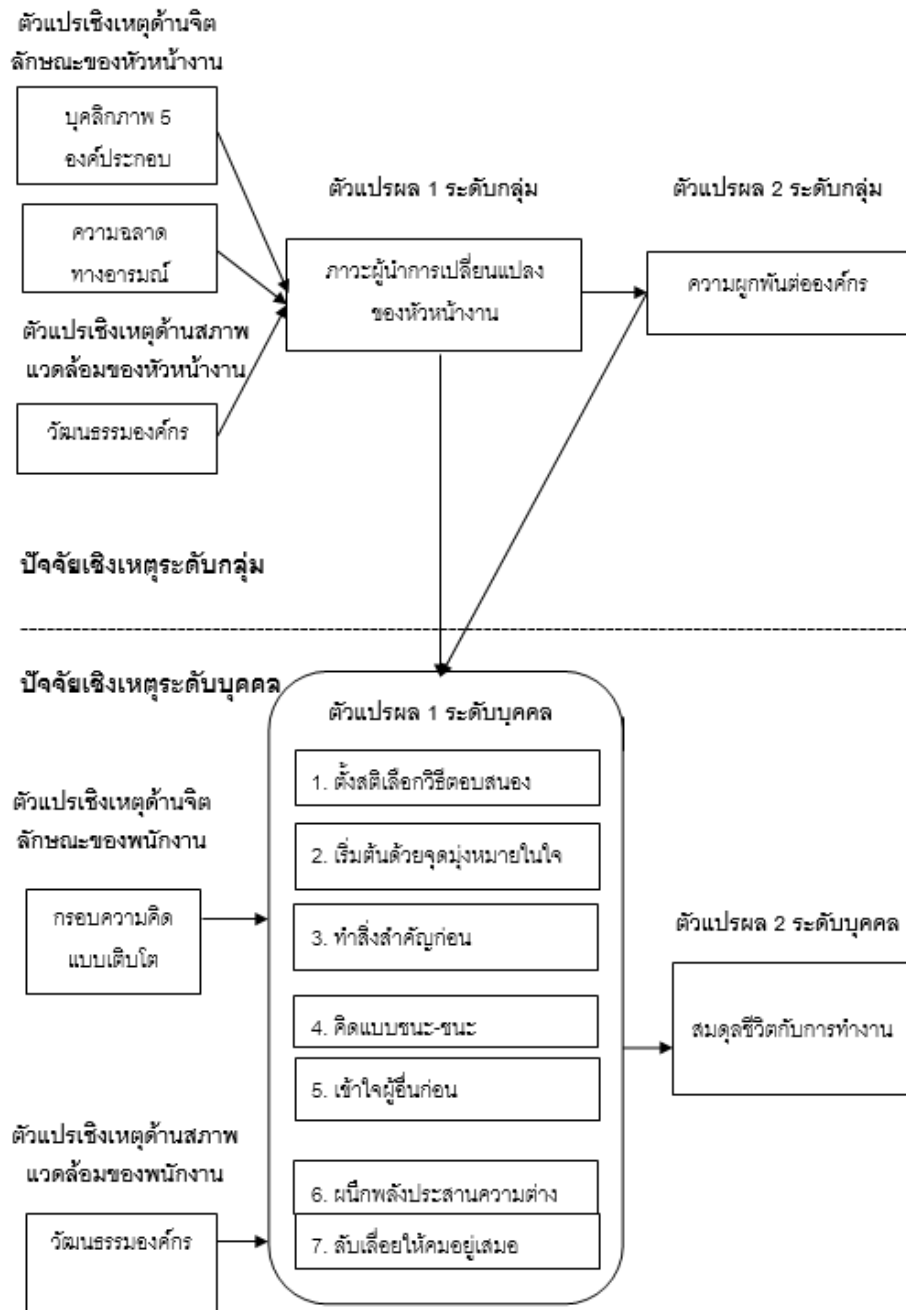 ตัวแปรเชิงเหตุด้านจิต
ลักษณะของหัวหน้างาน
บุคลิกภาพ 5
องค์ประกอบ
ตัวแปรผล 1 ระดับกลุ่ม
ตัวแปรผล 2 ระดับกลุ่ม
ความฉลาด
ทางอารมณ์
ภาวะผู้นำการเปลี่ยนแปลง
ของหัวหน้างาน
ความผูกพันต่อองค์กร
ตัวแปรเชิงเหตุด้านสภาพ
แวดล้อมของหัวหน้างาน
วัฒนธรรมองค์กร
ปัจจัยเชิงเหตุระดับกลุ่ม
ปัจจัยเชิงเหตุระดับบุคคล
ตัวแปรผล 1 ระดับบุคคล
1. ตั้งสติเลือกวิธีตอบสนอง
ตัวแปรเชิงเหตุด้านจิต
ลักษณะของพนักงาน
2. เริ่มต้นด้วยจุดมุ่งหมายในใจ
กรอบความคิด
แบบเติบโต
3. ทำสิ่งสำคัญก่อน
ตัวแปรผล 2 ระดับบุคคล
4. คิดแบบชนะ-ชนะ
สมดุลชีวิตกับการทำงาน
5. เข้าใจผู้อื่นก่อน
ตัวแปรเชิงเหตุด้านสภาพ
แวดล้อมของพนักงาน
6. ผนึกพลังประสานความต่าง
วัฒนธรรมองค์กร
7. ลับเลื่อยให้คมอยู่เสมอ